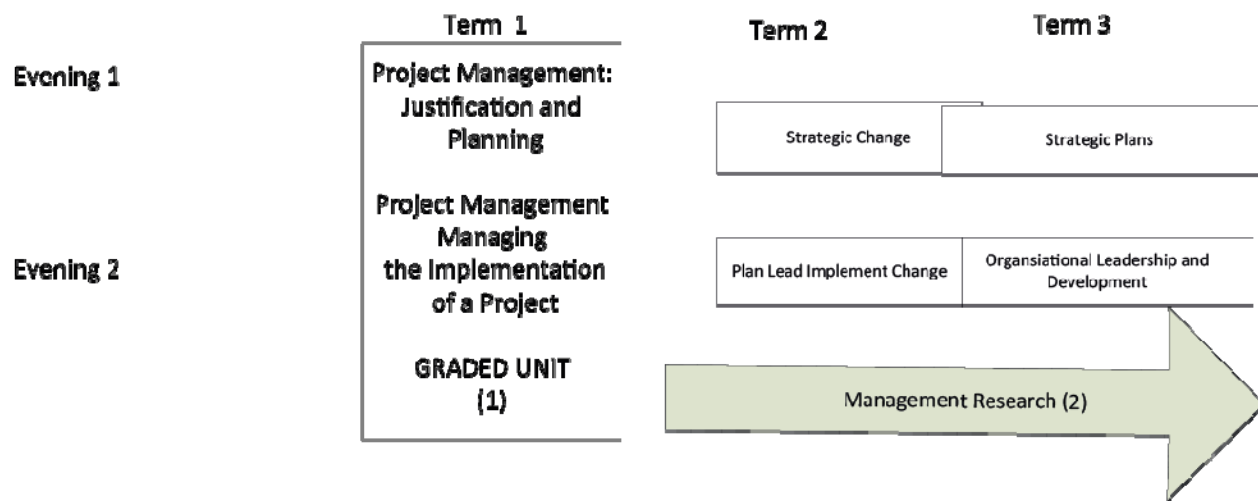 Term 1
Term 2
Term 3
Evening 1
Project Management:
Justification and
Planning
Strategic Change
Strategic Plans
Evening 2
Project Management
Managing
the Implementation
of a Project
Plan Lead Implement Change
Organsiational Leadership and
Development
GRADED UNIT
(1)
Management Research (2)